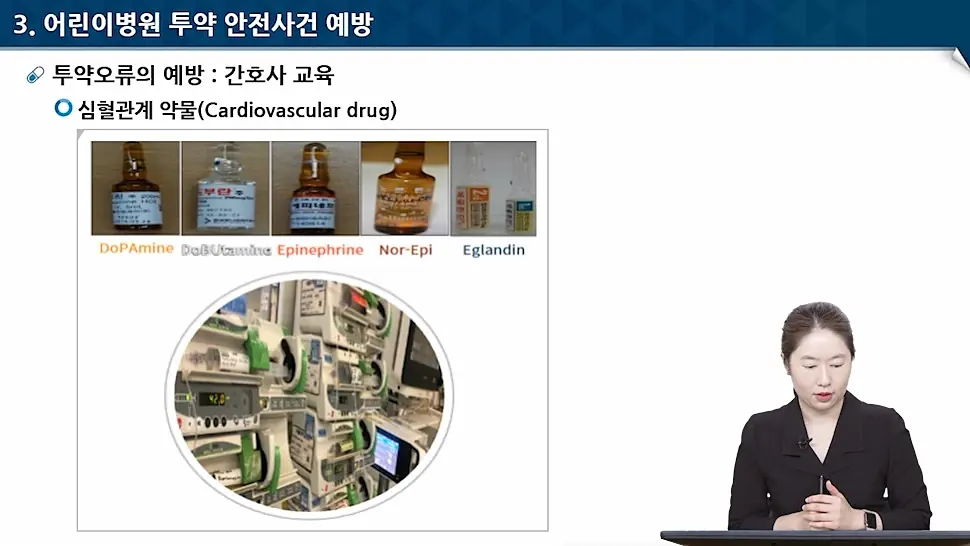 3. 어린이병원 투약 안전사건 예방
투약오류의 예방 : 간호사 교육
심혈관계 약물(Cardiovascular drug)
DoPAmine DoBUtamine Epinephrine Nor-Epi Eglandin
42.0